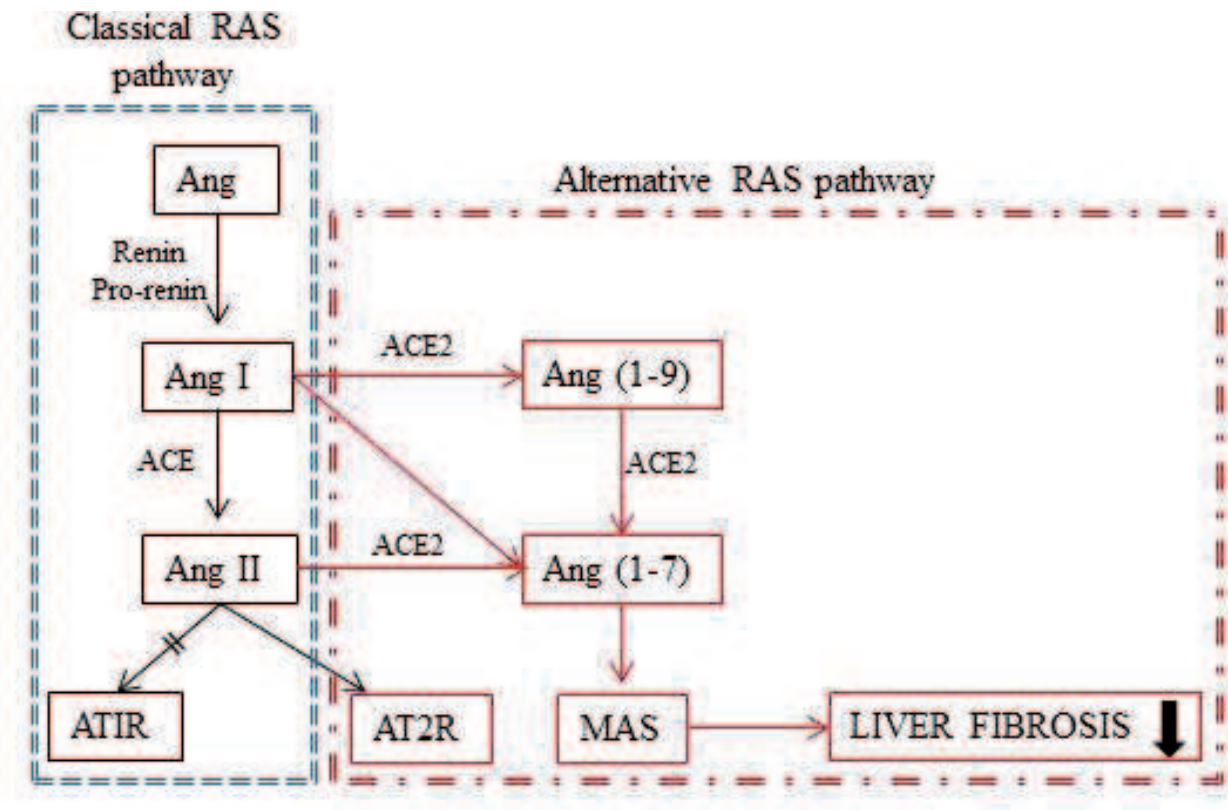 Classical RAS
pathway
Ang
Alternative RAS pathway
Renin
Pro-renin
ACE2
Ang I
Ang (1-9)
ACE
ACE2
ACE2
Ang II
Ang (1-7)
ATIR
AT2R
MAS
LIVER FIBROSIS